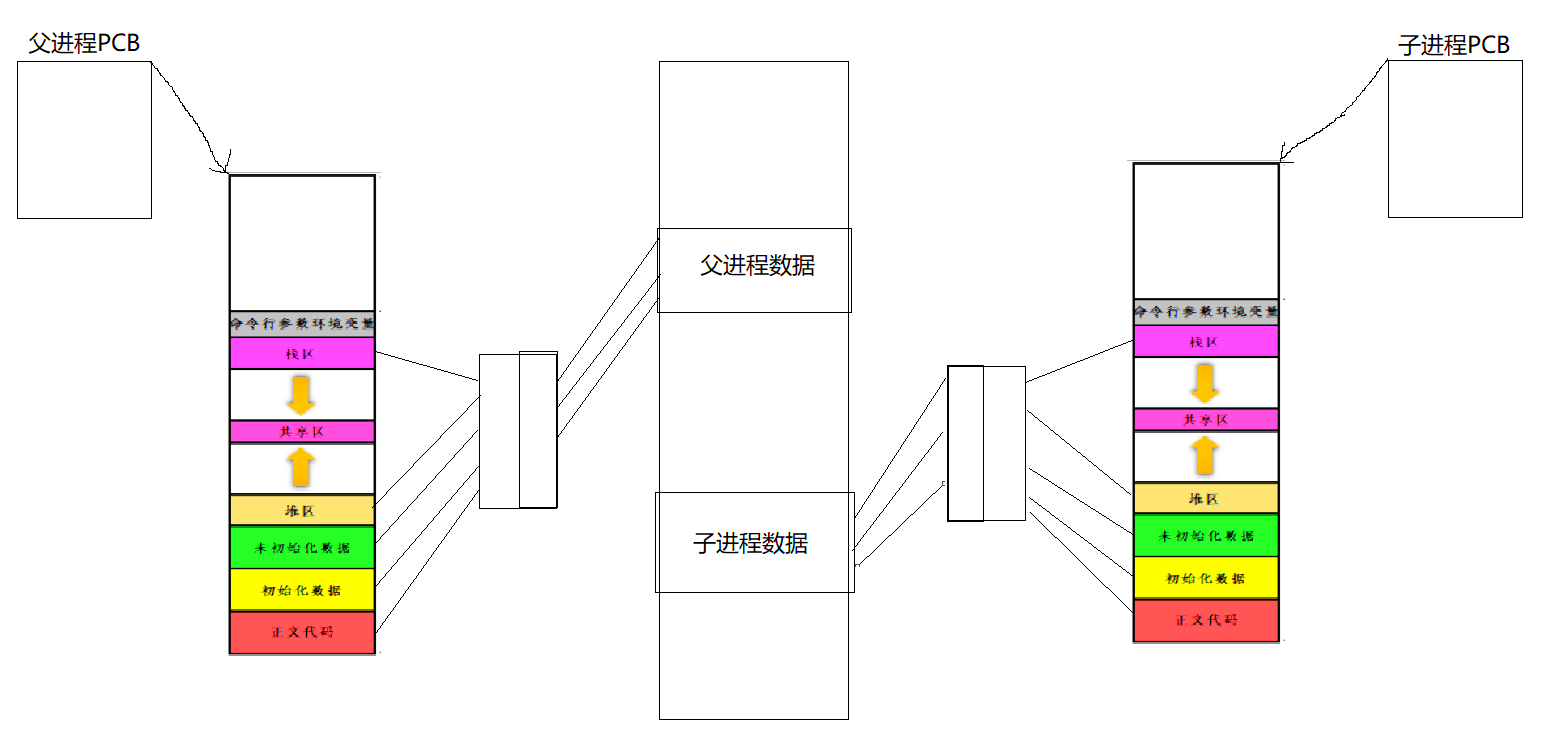 父进程PCB
子进程PCB
命令行参数环境变量
栈区
共享区
堆区
未初始化数据
初始化数据
正文代码
父进程数据
子进程数据
命令行参数环境变量
栈区
共享区
堆区
未初始化数据
初始化数据
正文代码